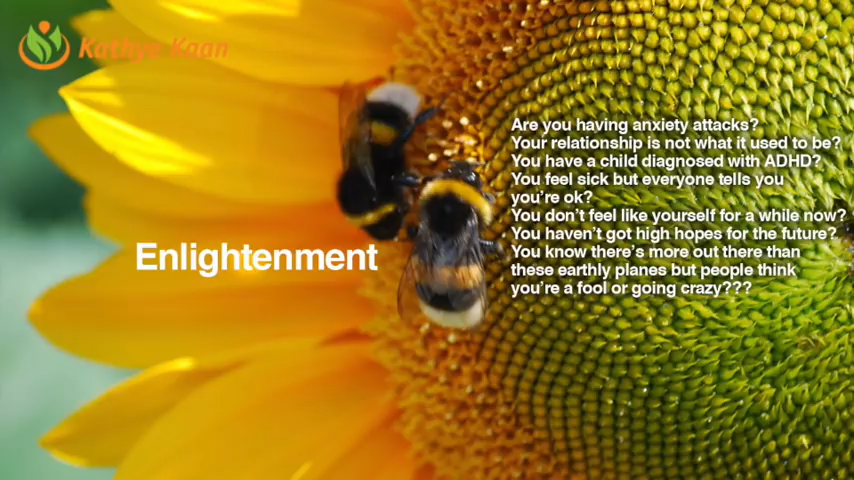 Kathye Kaan
Enlightenment
Are you having anxiety attacks?
Your relationship is not what it used to be?
You have a child diagnosed with ADHD?
You feel sick but everyone tells you
you're ok?
You don't feel like yourself for a while now?
You haven't got high hopes for the future?
You know there's more out there than
these earthly planes but people think
you're a fool or going crazy???